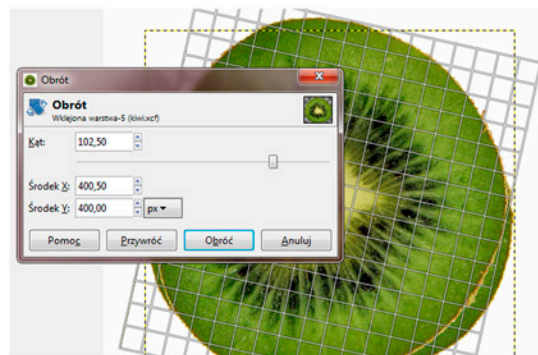 Obrót
Obrót
Wklejona warstwa-5 (kiwi.xcf)
Kąt: 102,50
Środek X: 400,50
Środek Y: 400,00 px
Pomoc Przywróć Obróć Anuluj